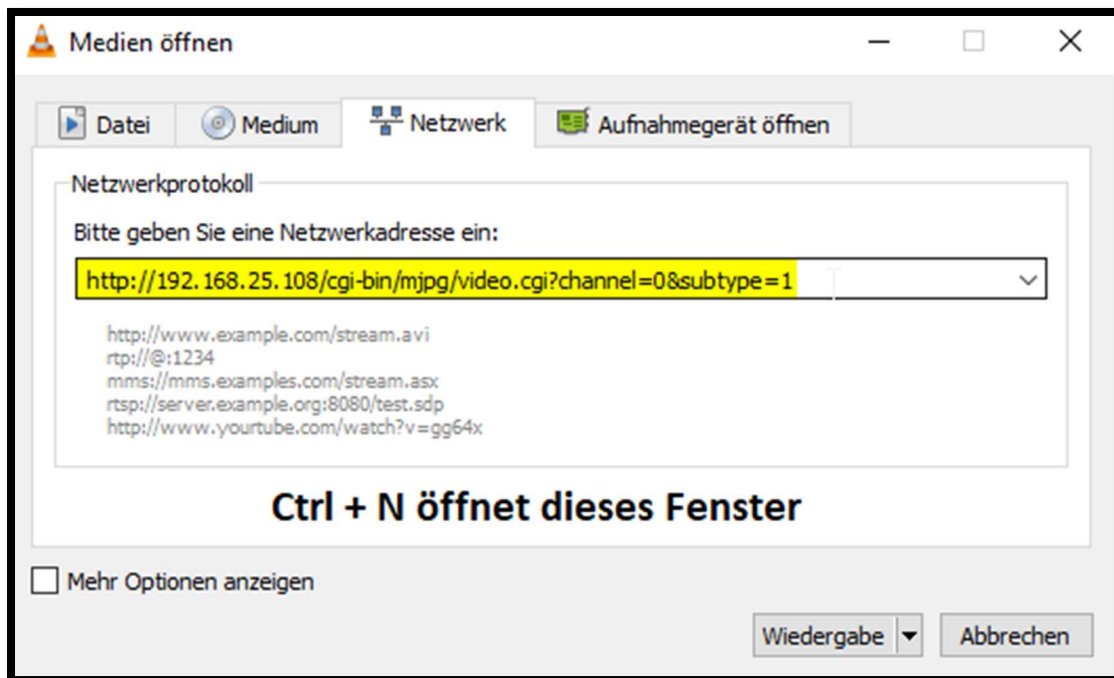 Medien öffnen
Datei Medium Netzwerk Aufnahmegerät öffnen
Netzwerkprotokoll
Bitte geben Sie eine Netzwerkadresse ein:
http://192.168.25.108/cgi-bin/mjpg/video.cgi?channel=0&subtype=1
http://www.example.com/stream.avi
rtp://@:1234
mms://mms.examples.com/stream.asx
rtsp://server.example.org:8080/test.sdp
http://www.yourtube.com/watch?v=gg64x
Ctrl + N öffnet dieses Fenster
Mehr Optionen anzeigen
Wiedergabe Abbrechen